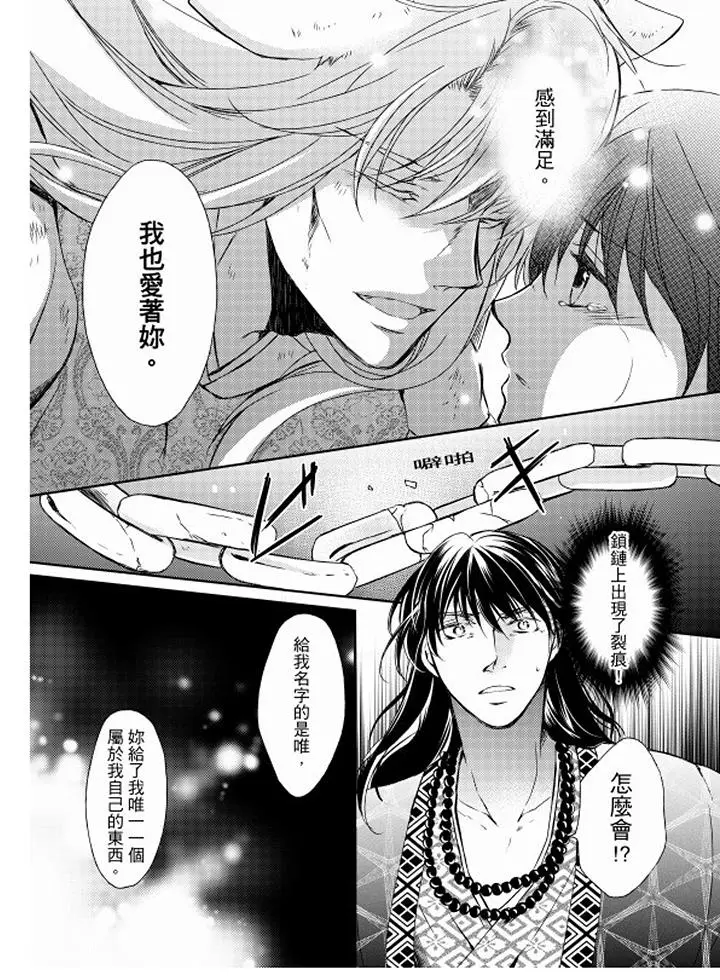 感到滿足。
我也愛著妳。
噼啪
鎖鏈上出現了裂痕！
怎麼會!?
給我名字的是唯，
妳給了我唯一一個
屬於我自己的東西。